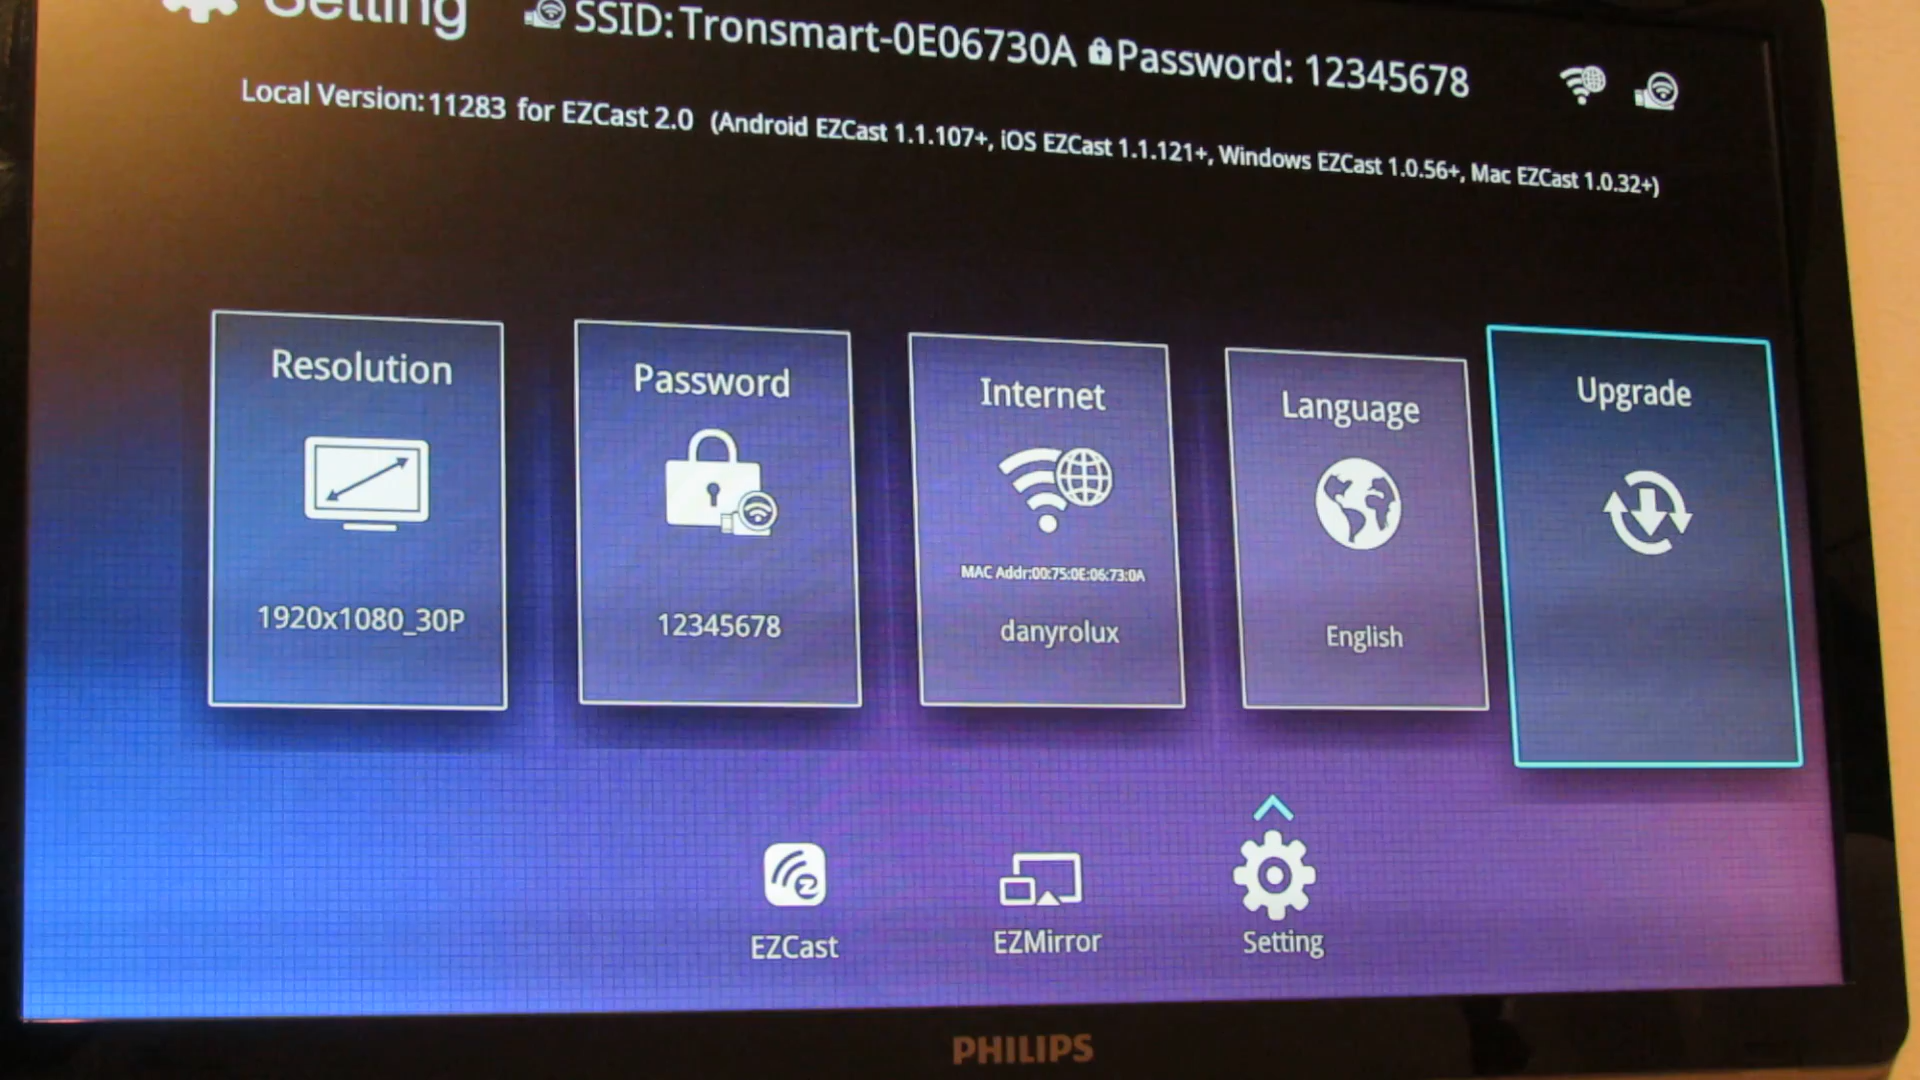 Setting
SSID: Tronsmart-0E06730A Password: 12345678
Local Version: 11283 for EZCast 2.0 (Android EZCast 1.1.107+, iOS EZCast 1.1.121+, Windows EZCast 1.0.56+, Mac EZCast 1.0.32+)
Resolution
1920x1080_30P
Password
12345678
Internet
MAC Addr:00:75:0E:06:73:0A
danyrolux
Language
English
Upgrade
EZCast
EZMirror
Setting
PHILIPS